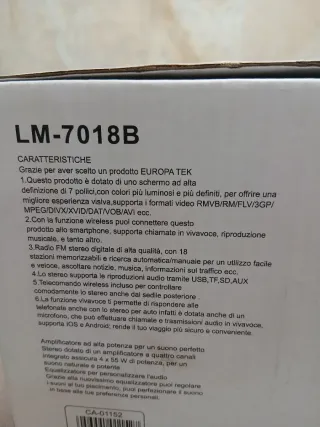 LM-7018B
CARATTERISTICHE
Grazie per aver scelto un prodotto EUROPA TEK
1.Questo prodotto è dotato di uno schermo ad alta
definizione di 7 pollici,con colori più luminosi e più definiti, per offrire una
migliore esperienza visiva,supporta i formati video RMVB/RM/FLV/3GP/
MPEG/DIVX/XVID/DAT/VOB/AVI ecc.
2.Con la funzione wireless puoi connettere questo
prodotto allo smartphone, supporta chiamate in vivavoce, riproduzione
musicale, e tanto altro.
3.Radio FM stereo digitale di alta qualità, con 18
stazioni memorizzabili e ricerca automatica/manuale per un utilizzo facile
e veloce, ascoltare notizie, musica, informazioni sul traffico ecc.
4.Lo stereo supporta le riproduzioni audio tramite USB,TF,SD,AUX
5.Telecomando wireless incluso per controllare
comodamente lo stereo anche dal sedile posteriore
6.La funzione vivavoce 5 permette di rispondere alle
telefonate anche con lo stereo per auto infatti è dotata anche di un
microfono, che può effettuare chiamate e trasmissioni audio in vivavoce,
supporta IOS e Android, rende il tuo viaggio più sicuro e conveniente.
Amplificatore ad alta potenza per un suono perfetto
Stereo dotato di un amplificatore a quattro canali
integrato assicura 4 x 55 W di potenza, per un
suono naturale e potente
Equalizzatore per personalizzare l'audio
Grazie alla nuovissimo equalizzatore puoi regolare
i suoni al tuo piacimento, puoi perfezionare il suono
in base alle tue preferenze personali.
CA-01152